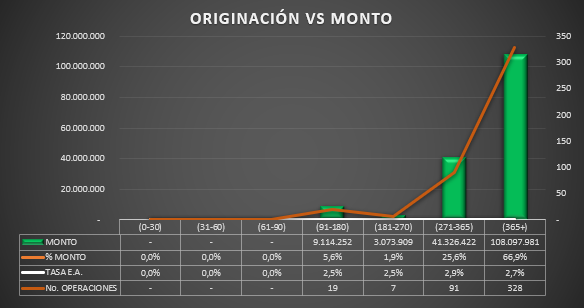 ORIGINACIÓN VS MONTO
120.000.000 350
100.000.000 300
80.000.000 250
60.000.000 200
40.000.000 150
20.000.000 100
- 50
-
(0-30) (31-60) (61-90) (91-180) (181-270) (271-365) (365+)
MONTO - - - 9.114.252 3.073.909 41.326.422 108.097.981
% MONTO 0,0% 0,0% 0,0% 5,6% 1,9% 25,6% 66,9%
TASA E.A. 0,0% 0,0% 0,0% 2,5% 2,5% 2,9% 2,7%
No. OPERACIONES - - - 19 7 91 328